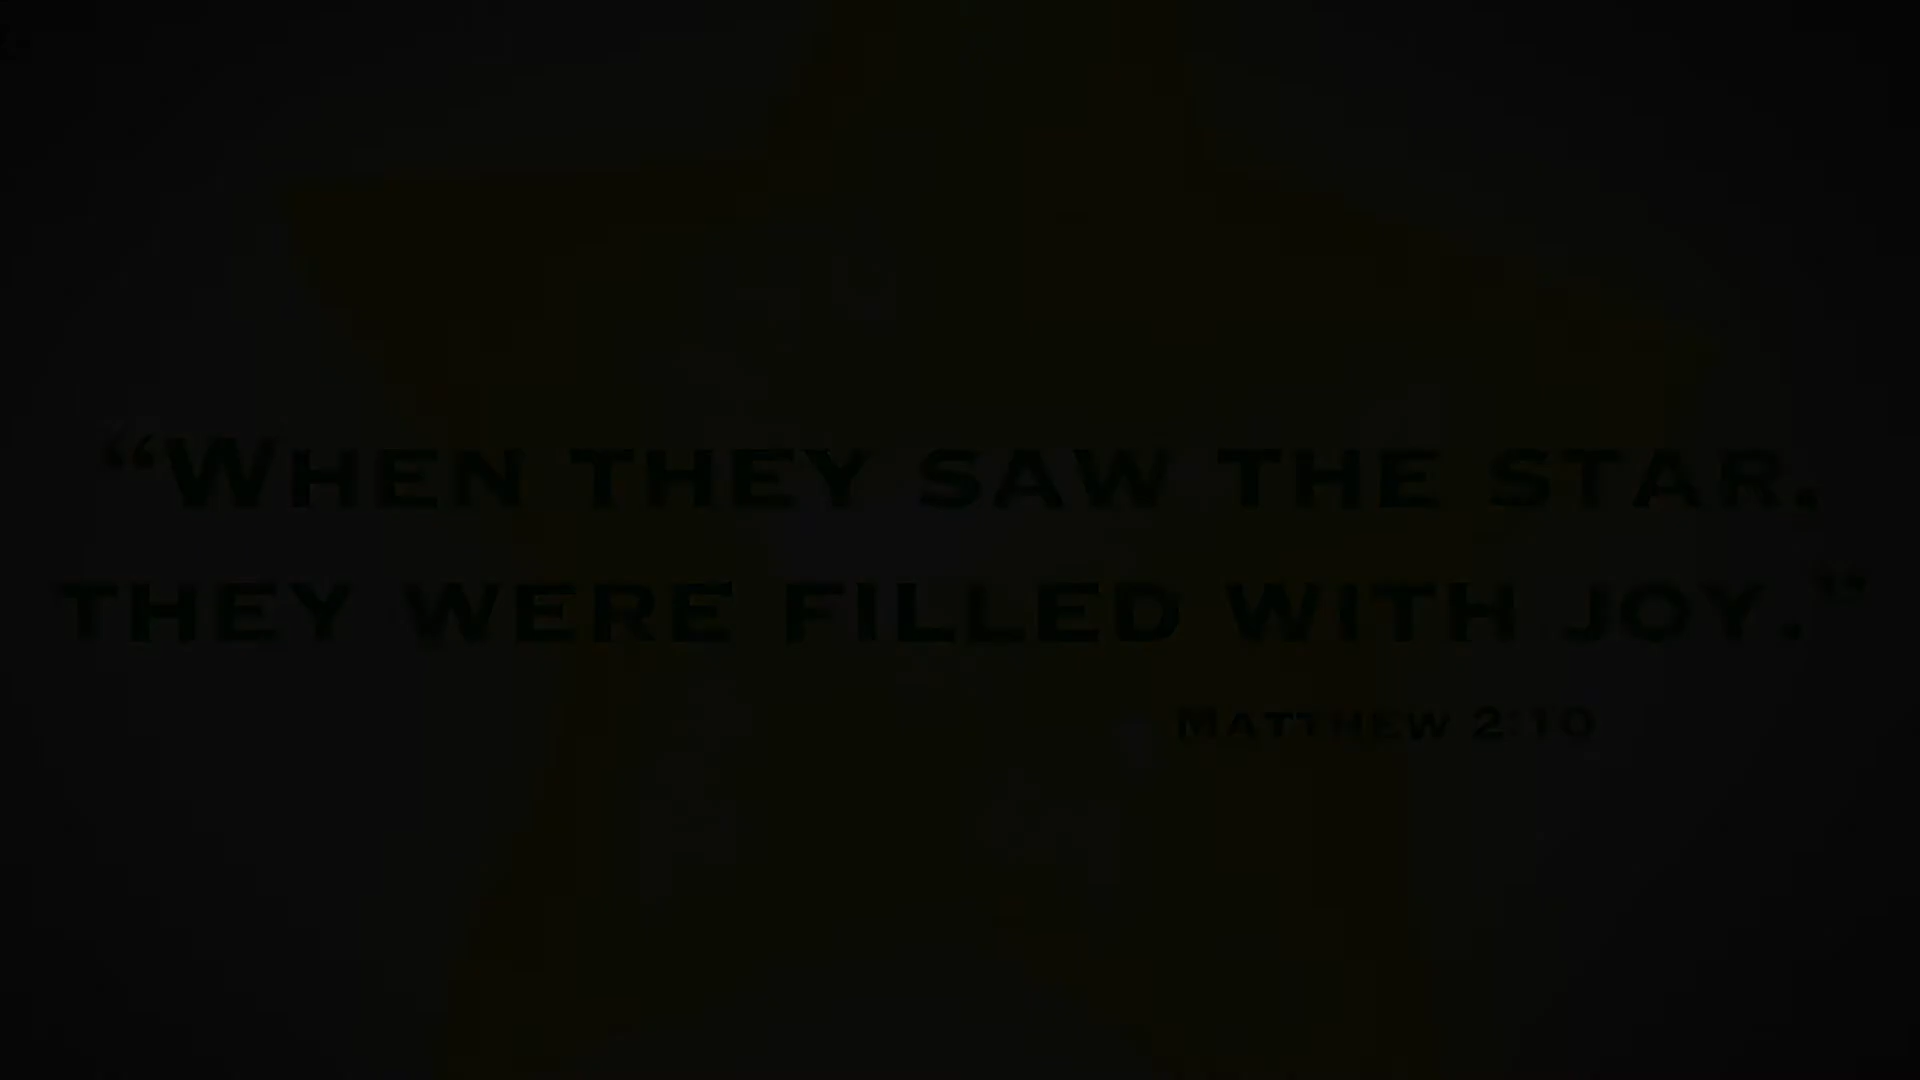 “When they saw the star,
they were filled with joy.”
Matthew 2:10